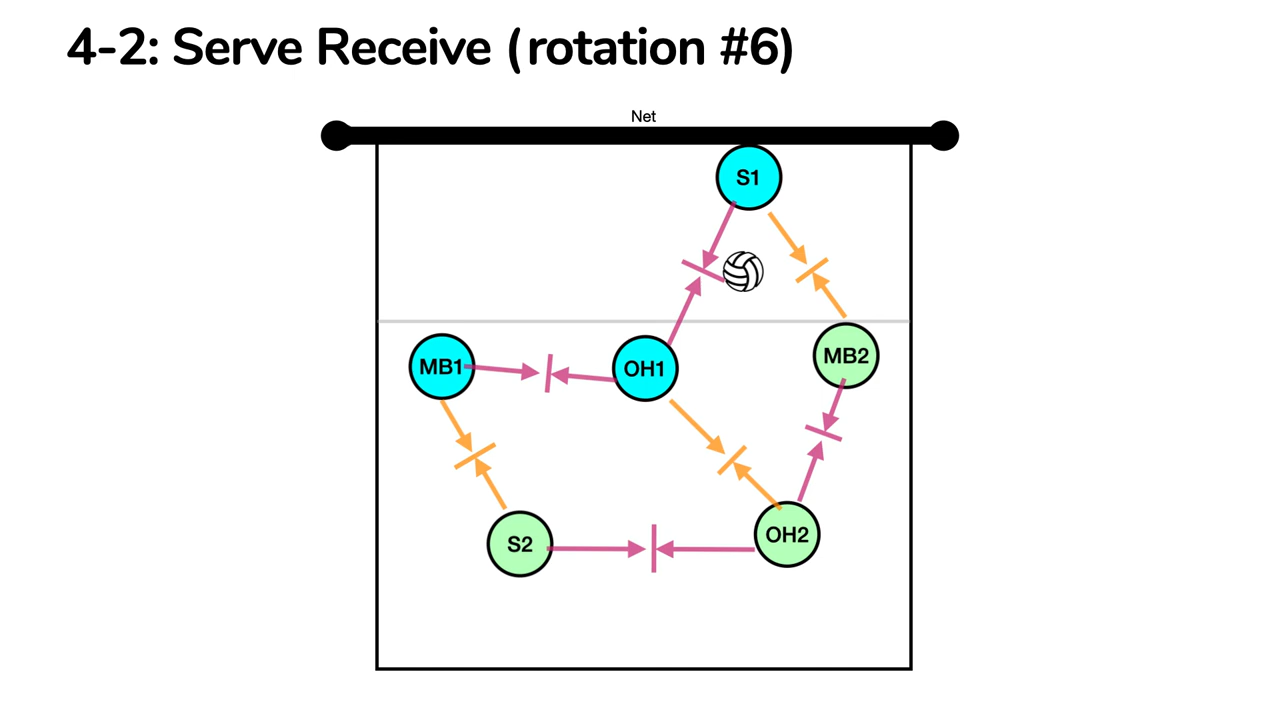 4-2: Serve Receive (rotation #6)
Net
S1
MB1
OH1
MB2
S2
OH2